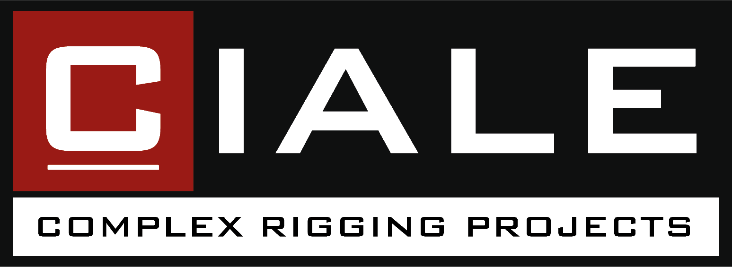 CIALE
COMPLEX RIGGING PROJECTS